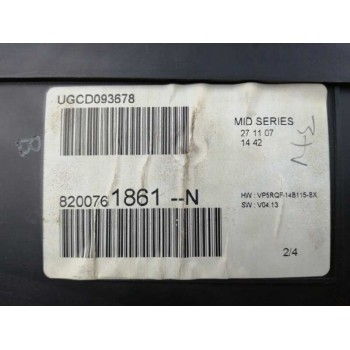 UGCD093678
MID SERIES
27 11 07
14 42
8200761861 --N
HW : VP5RQF-14B115-BX
SW : V04.13
2/4